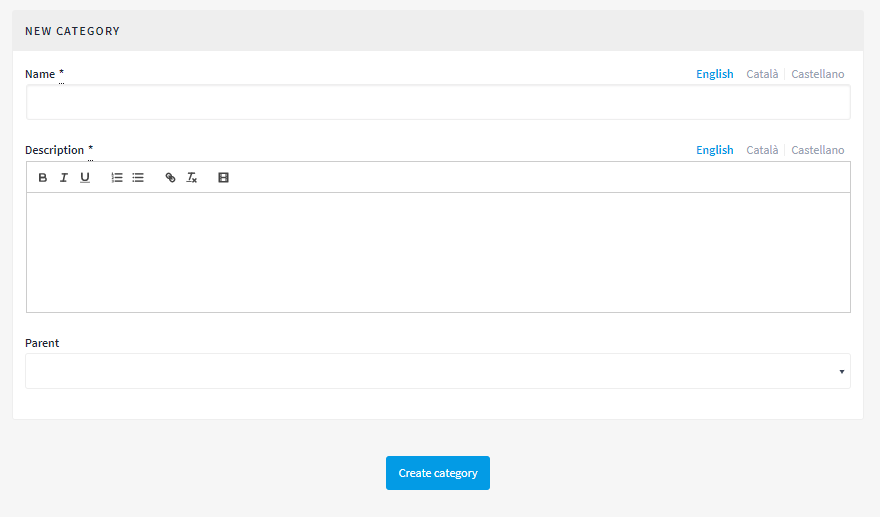 NEW CATEGORY
Name * English Català Castellano
Description * English Català Castellano
B I U
Parent
Create category